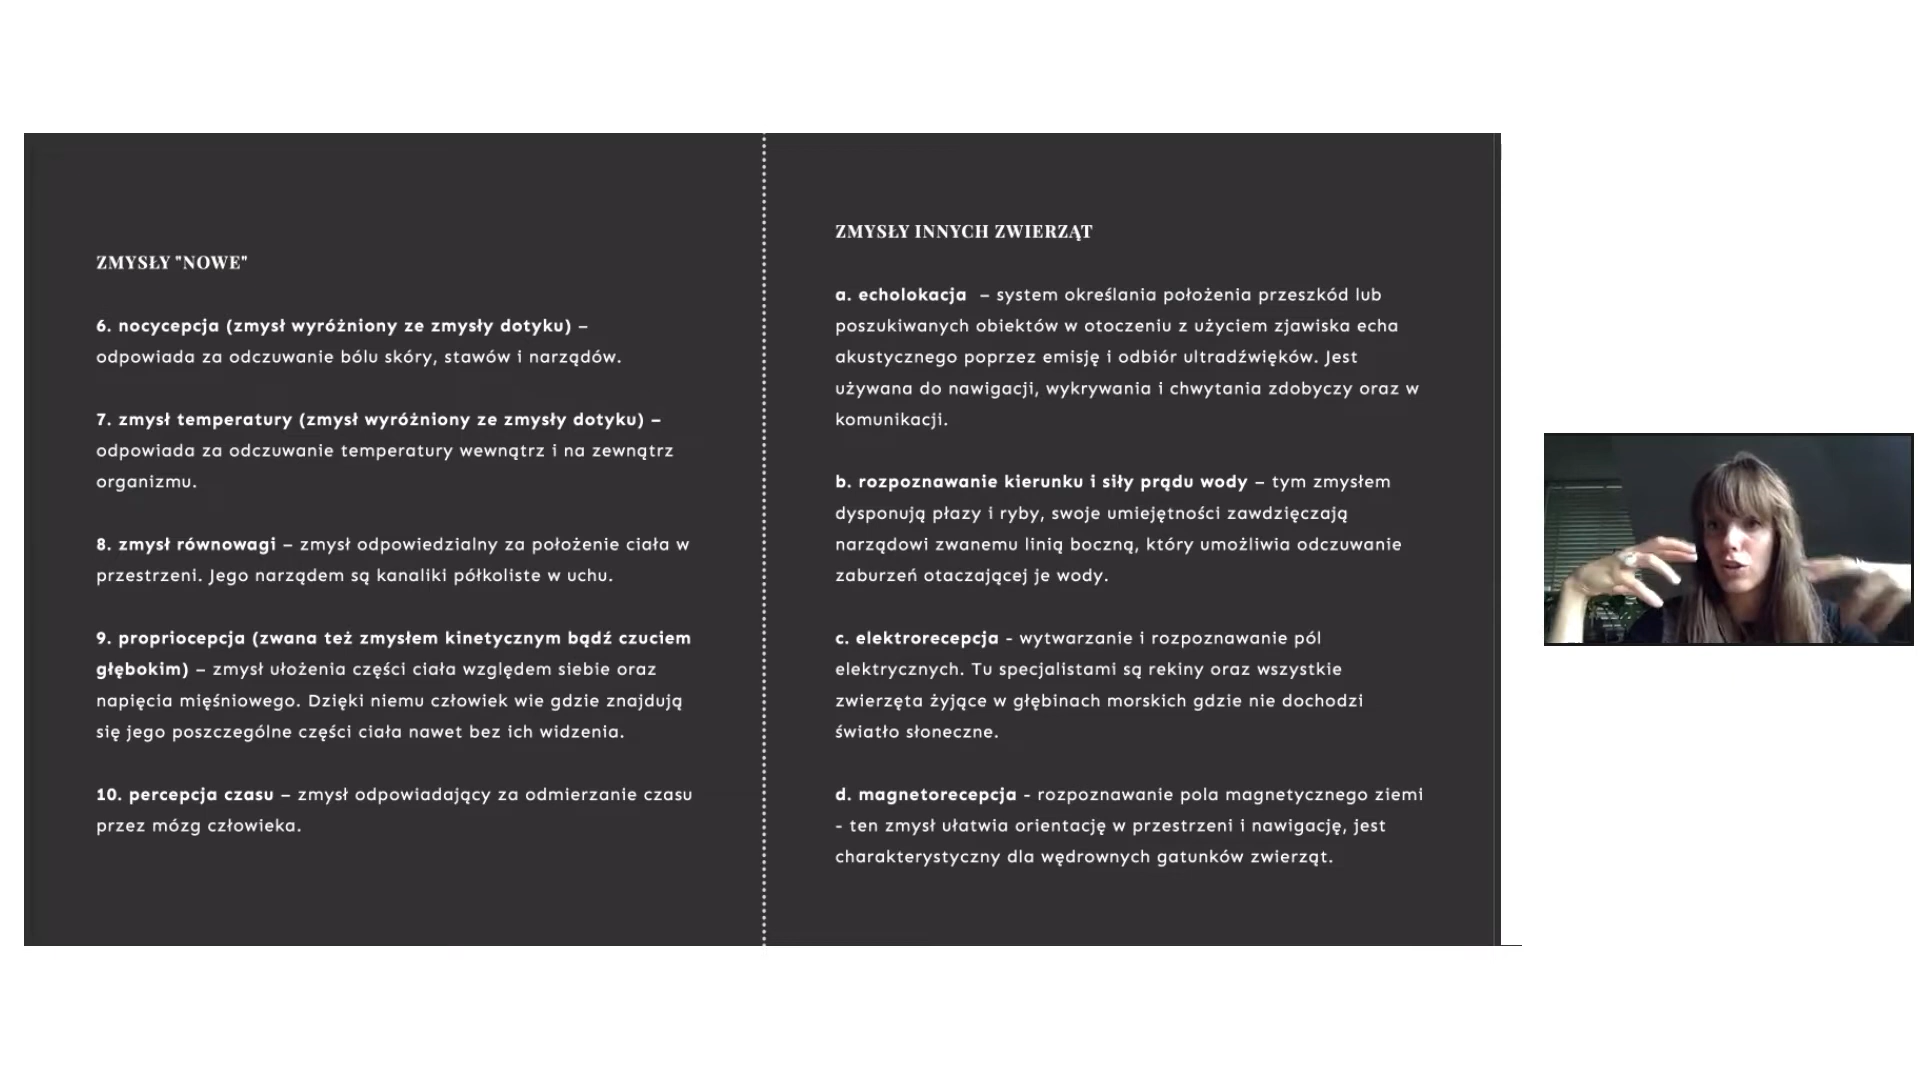 ZMYSŁY "NOWE"
6. nocycepcja (zmysł wyróżniony ze zmysły dotyku) –
odpowiada za odczuwanie bólu skóry, stawów i narządów.
7. zmysł temperatury (zmysł wyróżniony ze zmysły dotyku) –
odpowiada za odczuwanie temperatury wewnątrz i na zewnątrz
organizmu.
8. zmysł równowagi – zmysł odpowiedzialny za położenie ciała w
przestrzeni. Jego narządem są kanaliki półkoliste w uchu.
9. propriocepcja (zwana też zmysłem kinetycznym bądź czuciem
głębokim) – zmysł ułożenia części ciała względem siebie oraz
napięcia mięśniowego. Dzięki niemu człowiek wie gdzie znajdują
się jego poszczególne części ciała nawet bez ich widzenia.
10. percepcja czasu – zmysł odpowiadający za odmierzanie czasu
przez mózg człowieka.
ZMYSŁY INNYCH ZWIERZĄT
a. echolokacja – system określania położenia przeszkód lub
poszukiwanych obiektów w otoczeniu z użyciem zjawiska echa
akustycznego poprzez emisję i odbiór ultradźwięków. Jest
używana do nawigacji, wykrywania i chwytania zdobyczy oraz w
komunikacji.
b. rozpoznawanie kierunku i siły prądu wody – tym zmysłem
dysponują płazy i ryby, swoje umiejętności zawdzięczają
narządowi zwanemu linią boczną, który umożliwia odczuwanie
zaburzeń otaczającej je wody.
c. elektrorecepcja - wytwarzanie i rozpoznawanie pól
elektrycznych. Tu specjalistami są rekiny oraz wszystkie
zwierzęta żyjące w głębinach morskich gdzie nie dochodzi
światło słoneczne.
d. magnetorecepcja - rozpoznawanie pola magnetycznego ziemi
- ten zmysł ułatwia orientację w przestrzeni i nawigację, jest
charakterystyczny dla wędrownych gatunków zwierząt.